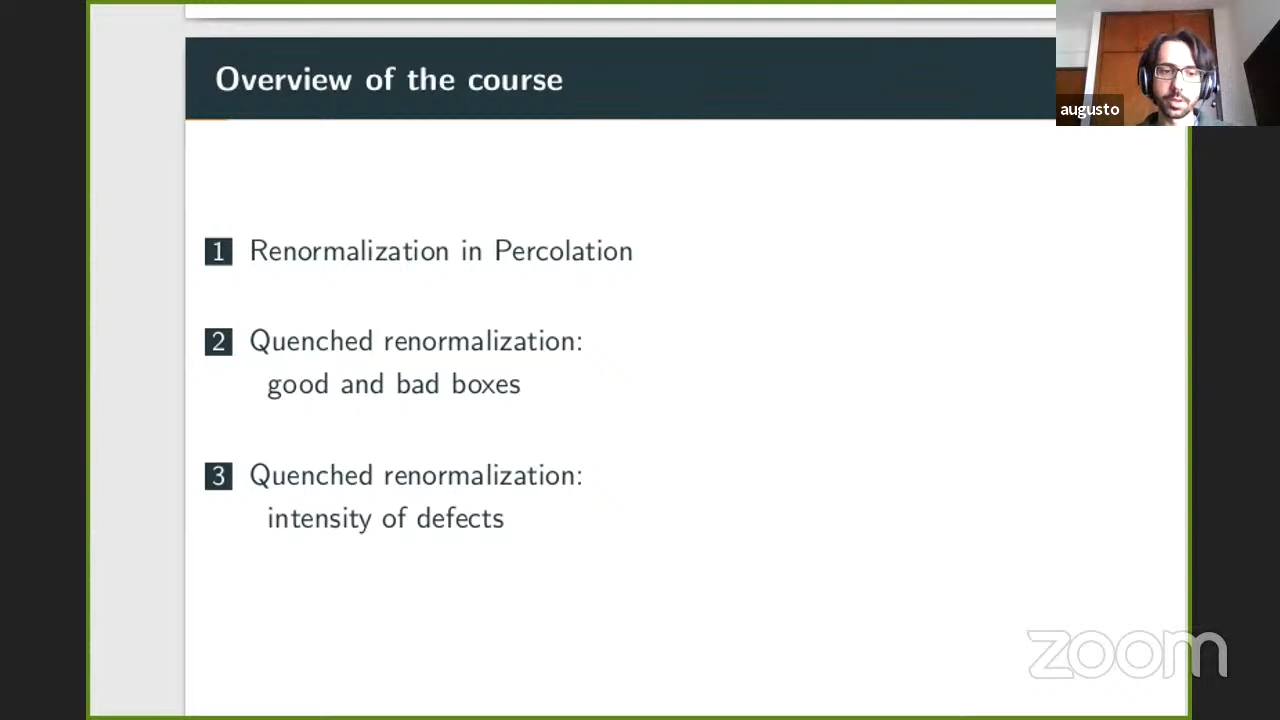 Overview of the course
augusto
1 Renormalization in Percolation
2 Quenched renormalization:
good and bad boxes
3 Quenched renormalization:
intensity of defects
zoom